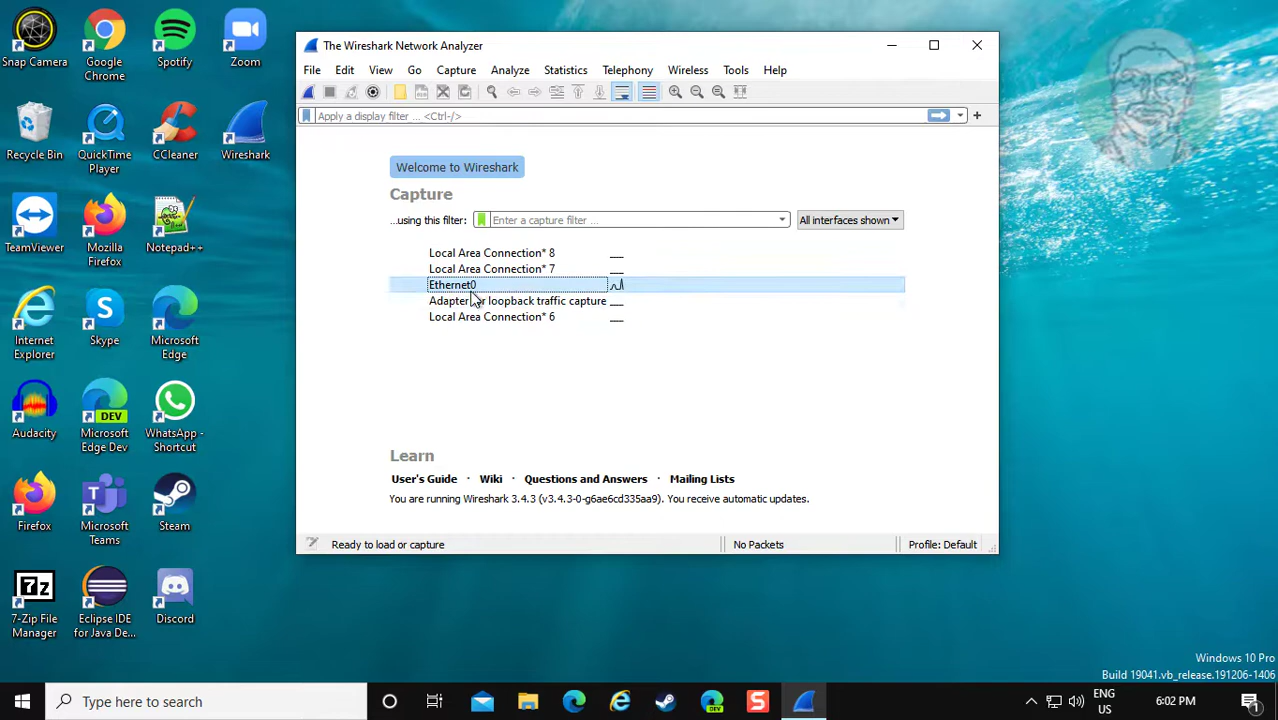 Snap Camera
Google Chrome
Spotify
Zoom
Recycle Bin
QuickTime Player
CCleaner
Wireshark
TeamViewer
Mozilla Firefox
Notepad++
Internet Explorer
Skype
Microsoft Edge
Audacity
DEV
Microsoft Edge Dev
WhatsApp - Shortcut
Firefox
Microsoft Teams
Steam
7z
7-Zip File Manager
Eclipse IDE for Java De...
Discord
The Wireshark Network Analyzer
File Edit View Go Capture Analyze Statistics Telephony Wireless Tools Help
Apply a display filter ... <Ctrl-/>
Welcome to Wireshark
Capture
...using this filter: Enter a capture filter ... All interfaces shown
Local Area Connection* 8
Local Area Connection* 7
Ethernet0
Adapter loopback traffic capture
Local Area Connection* 6
Learn
User's Guide · Wiki · Questions and Answers · Mailing Lists
You are running Wireshark 3.4.3 (v3.4.3-0-g6ae6cd335aa9). You receive automatic updates.
Ready to load or capture No Packets Profile: Default
Windows 10 Pro
Build 19041.vb_release.191206-1406
Type here to search
DEV
S
ENG
US
6:02 PM
1